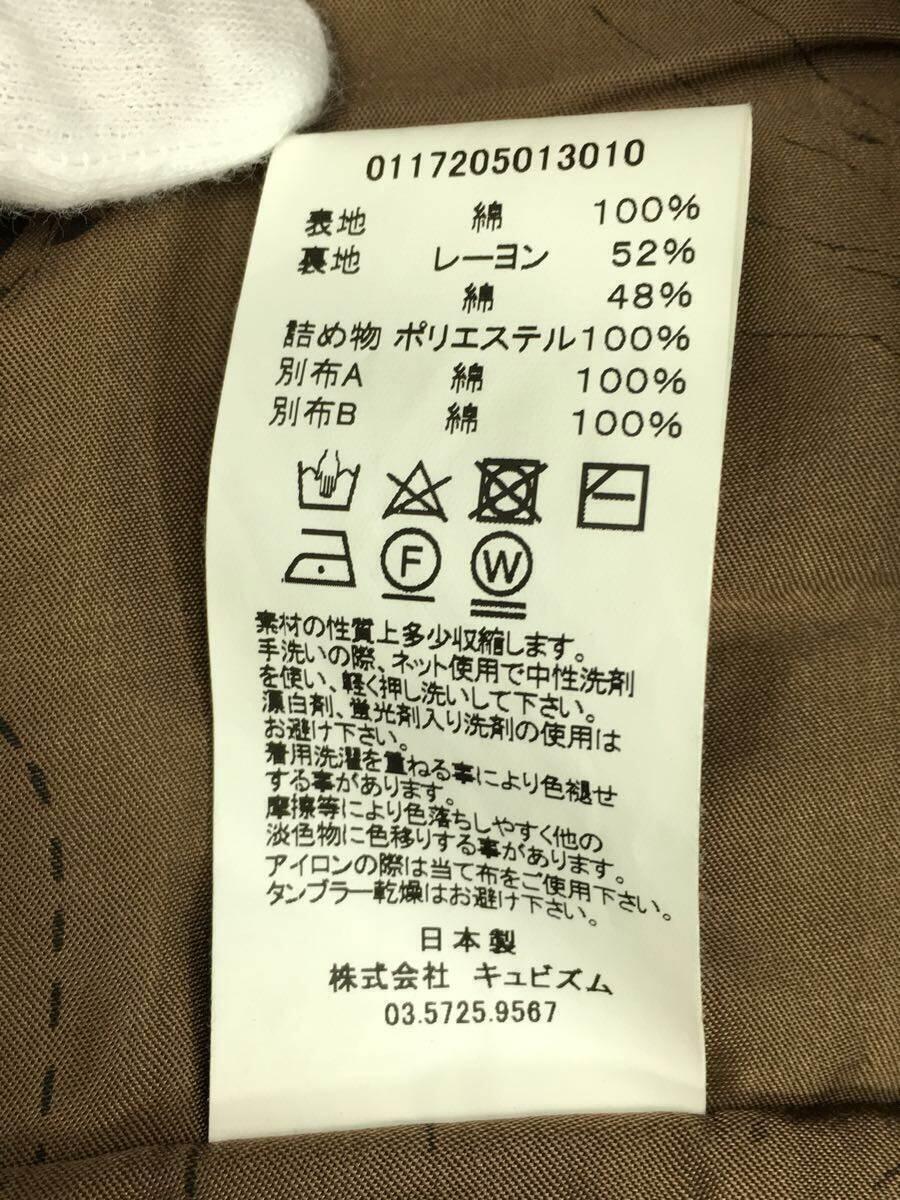 0117205013010
表地 綿 100%
裏地 レーヨン 52%
綿 48%
詰め物 ポリエステル100%
別布A 綿 100%
別布B 綿 100%
F W
素材の性質上多少収縮します。
手洗いの際、ネット使用で中性洗剤
を使い、軽く押し洗いして下さい。
漂白剤、蛍光剤入り洗剤の使用は
お避け下さい。
着用洗濯を重ねる事により色褪せ
する事があります。
摩擦等により色落ちしやすく他の
淡色物に色移りする事があります。
アイロンの際は当て布をご使用下さい。
タンブラー乾燥はお避け下さい。
日本製
株式会社 キュビズム
03.5725.9567